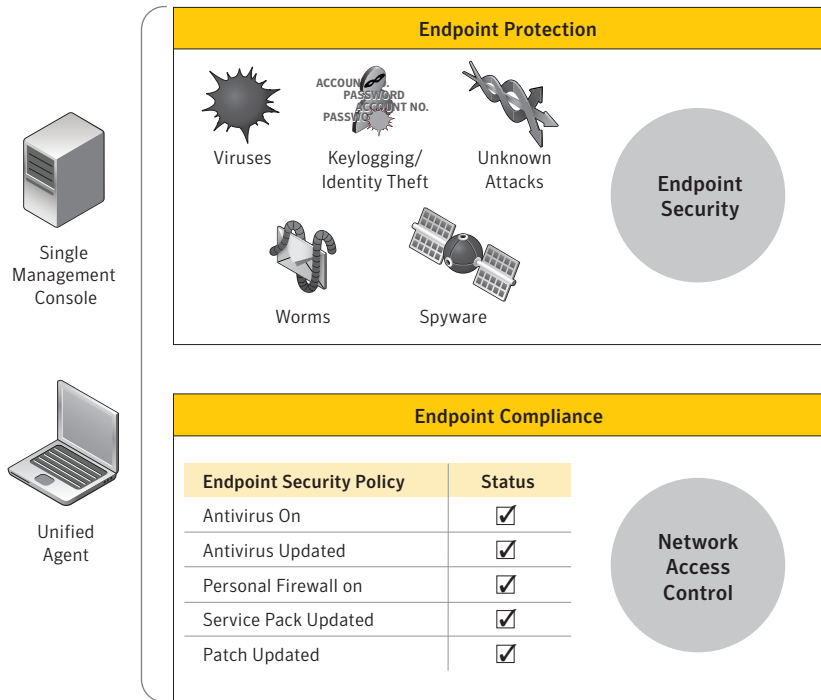 Endpoint Protection
ACCOUNT NO.
PASSWORD
ACCOUNT NO.
PASSWO
Viruses
Keylogging/
Identity Theft
Unknown
Attacks
Worms
Spyware
Endpoint
Security
Single
Management
Console
Unified
Agent
Endpoint Compliance
Endpoint Security Policy Status
Antivirus On
Antivirus Updated
Personal Firewall on
Service Pack Updated
Patch Updated
Network
Access
Control